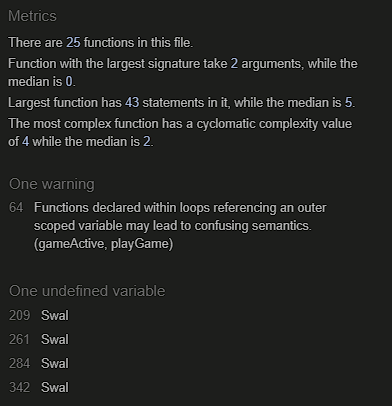 Metrics
There are 25 functions in this file.
Function with the largest signature take 2 arguments, while the
median is 0.
Largest function has 43 statements in it, while the median is 5.
The most complex function has a cyclomatic complexity value
of 4 while the median is 2.
One warning
64 Functions declared within loops referencing an outer
scoped variable may lead to confusing semantics.
(gameActive, playGame)
One undefined variable
209 Swal
261 Swal
284 Swal
342 Swal